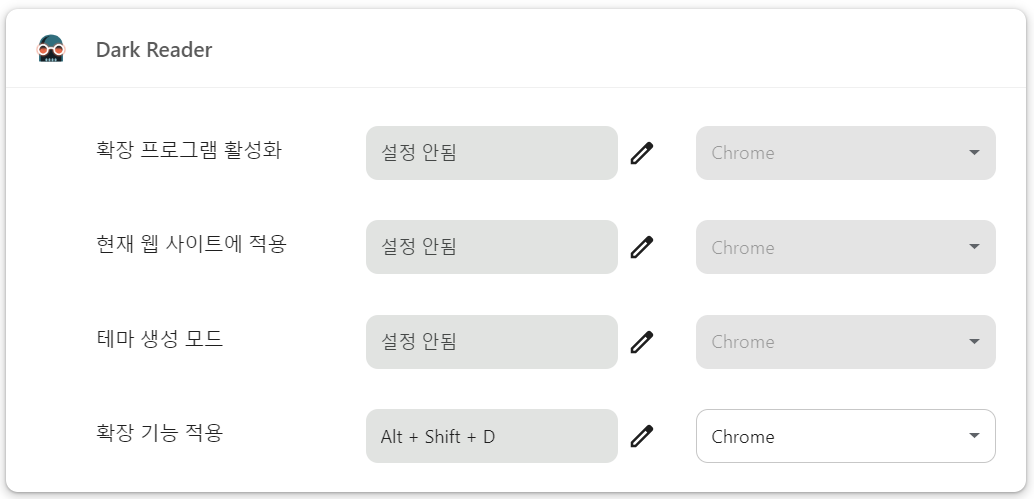 Dark Reader
확장 프로그램 활성화 설정 안됨 Chrome
현재 웹 사이트에 적용 설정 안됨 Chrome
테마 생성 모드 설정 안됨 Chrome
확장 기능 적용 Alt + Shift + D Chrome